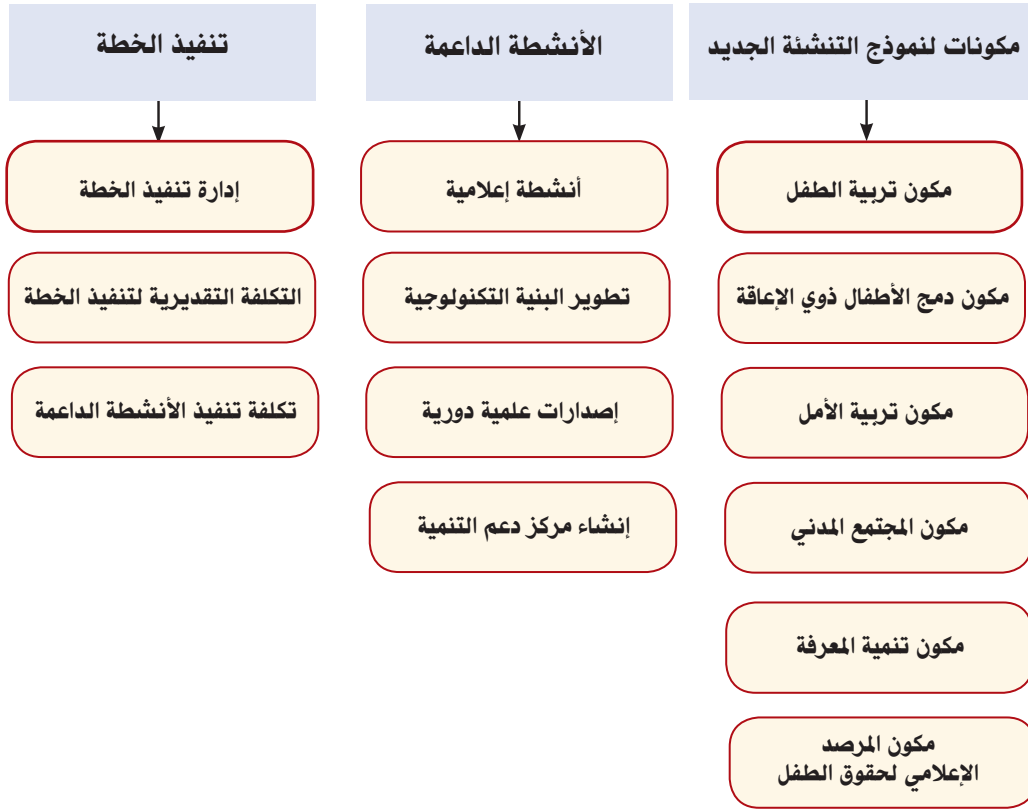 مكونات لنموذج التنشئة الجديد
مكون تربية الطفل
مكون دمج الأطفال ذوي الإعاقة
مكون تربية الأمل
مكون المجتمع المدني
مكون تنمية المعرفة
مكون المرصد
الإعلامي لحقوق الطفل
الأنشطة الداعمة
أنشطة إعلامية
تطوير البنية التكنولوجية
إصدارات علمية دورية
إنشاء مركز دعم التنمية
تنفيذ الخطة
إدارة تنفيذ الخطة
التكلفة التقديرية لتنفيذ الخطة
تكلفة تنفيذ الأنشطة الداعمة